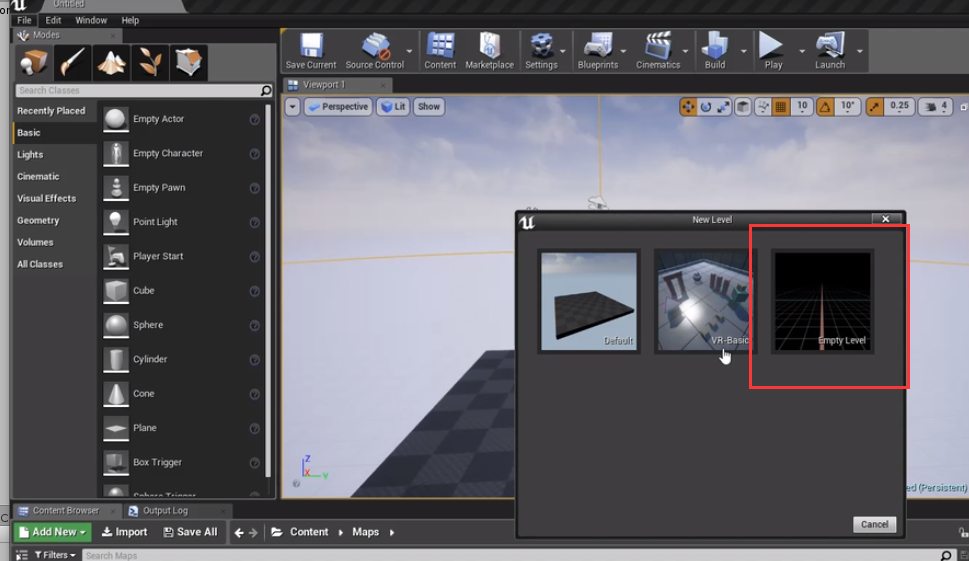 Untitled
File Edit Window Help
Modes
Search Classes
Recently Placed
Basic
Lights
Cinematic
Visual Effects
Geometry
Volumes
All Classes
Empty Actor
Empty Character
Empty Pawn
Point Light
Player Start
Cube
Sphere
Cylinder
Cone
Plane
Box Trigger
Sphere Trigger
Save Current Source Control Content Marketplace Settings Blueprints Cinematics Build Play Launch
Viewport 1
Perspective Lit Show 10 10° 0.25 4
New Level
Default VR-Basic Empty Level
Z
X Y
(Persistent)
Cancel
Content Browser Output Log
Add New Import Save All Content Maps
Filters Search Maps